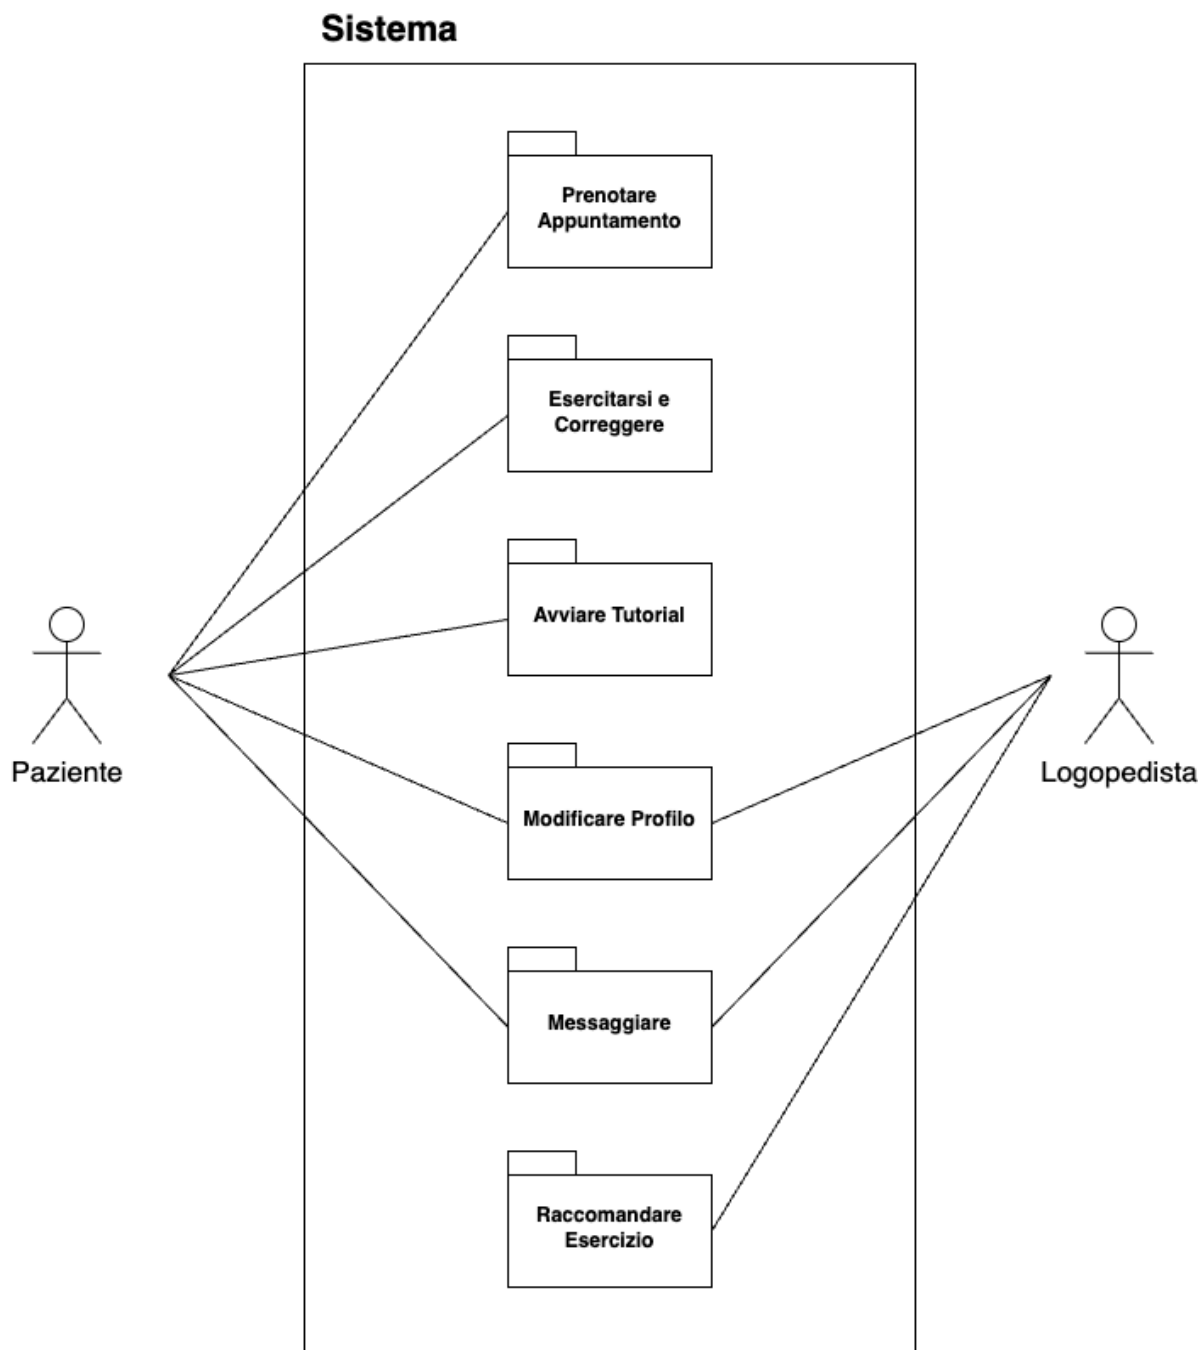 Sistema
Prenotare
Appuntamento
Esercitarsi e
Correggere
Avviare Tutorial
Paziente
Logopedista
Modificare Profilo
Messaggiare
Raccomandare
Esercizio